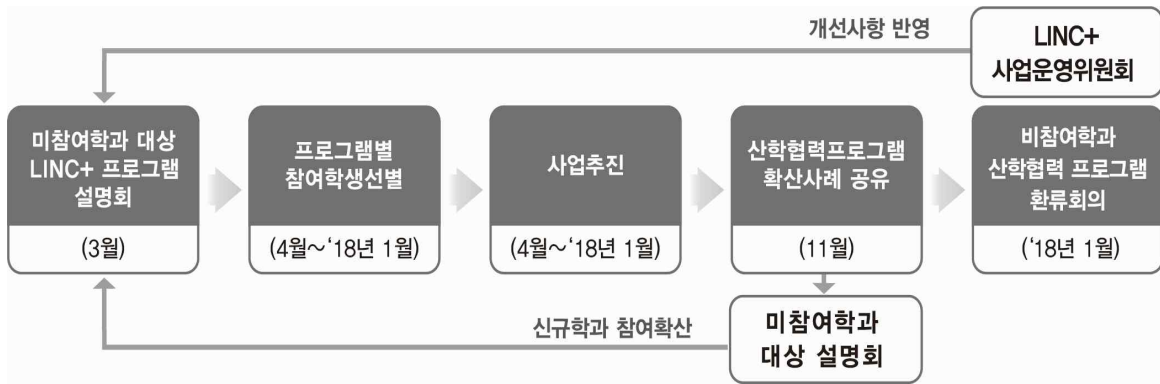 개선사항 반영
LINC+
사업운영위원회
미참여학과 대상
LINC+ 프로그램
설명회
(3월)
프로그램별
참여학생선별
(4월~‘18년 1월)
사업추진
(4월~‘18년 1월)
산학협력프로그램
확산사례 공유
(11월)
비참여학과
산학협력 프로그램
환류회의
(‘18년 1월)
신규학과 참여확산
미참여학과
대상 설명회